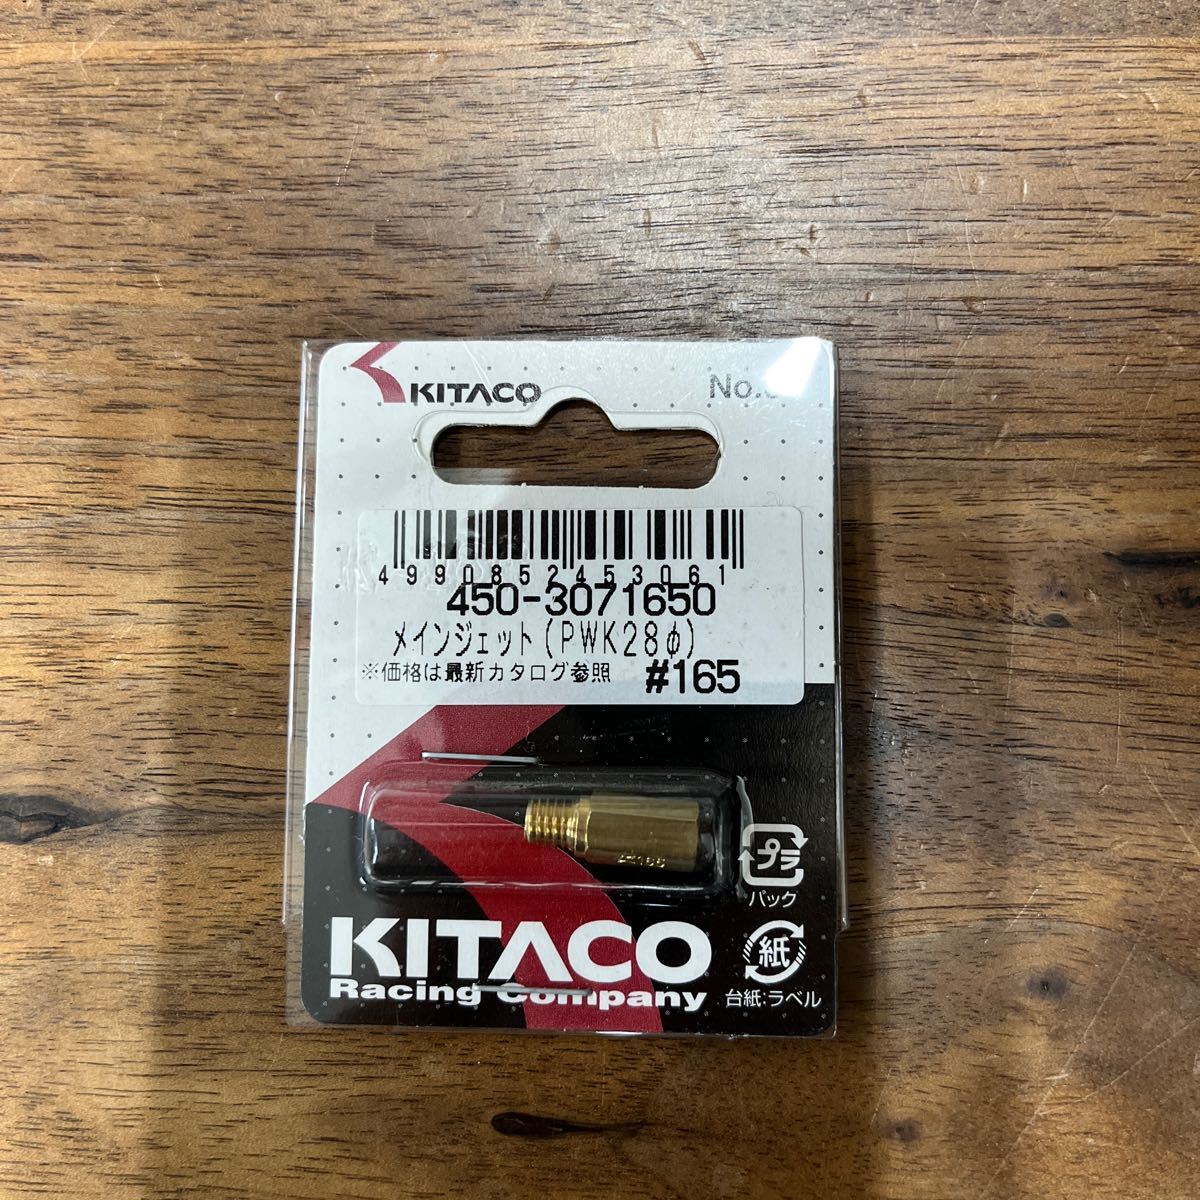 KITACO
No.
4990852453061
450-3071650
メインジェット(PWK28φ)
※価格は最新カタログ参照 #165
165
プラ
パック
KITACO
Racing Company
紙
台紙:ラベル